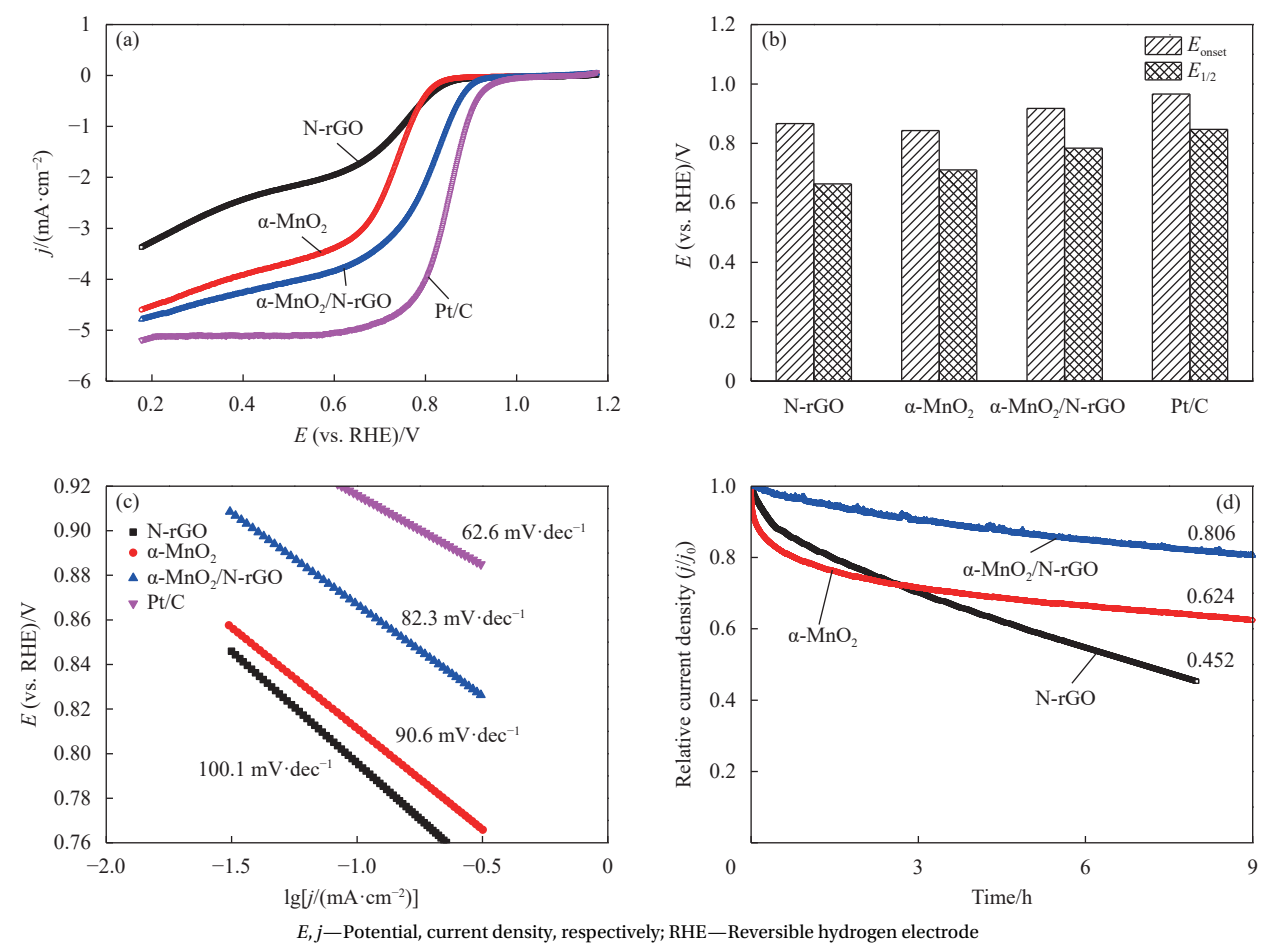 (a)
1
0
−1
−2
−3
−4
−5
−6
j/(mA·cm⁻²)
N-rGO
α-MnO₂
α-MnO₂/N-rGO
Pt/C
0.2 0.4 0.6 0.8 1.0 1.2
E (vs. RHE)/V
(b)
1.2
1.0
0.8
0.6
0.4
0.2
0
E (vs. RHE)/V
E onset
E 1/2
N-rGO α-MnO₂ α-MnO₂/N-rGO Pt/C
(c)
0.92
0.90
0.88
0.86
0.84
0.82
0.80
0.78
0.76
E (vs. RHE)/V
N-rGO
α-MnO₂
α-MnO₂/N-rGO
Pt/C
62.6 mV·dec⁻¹
82.3 mV·dec⁻¹
90.6 mV·dec⁻¹
100.1 mV·dec⁻¹
−2.0 −1.5 −1.0 −0.5 0
lg[j/(mA·cm⁻²)]
(d)
1.0
0.8
0.6
0.4
0.2
Relative current density (j/j₀)
0.806
α-MnO₂/N-rGO
0.624
α-MnO₂
0.452
N-rGO
0 3 6 9
Time/h
E, j—Potential, current density, respectively; RHE—Reversible hydrogen electrode